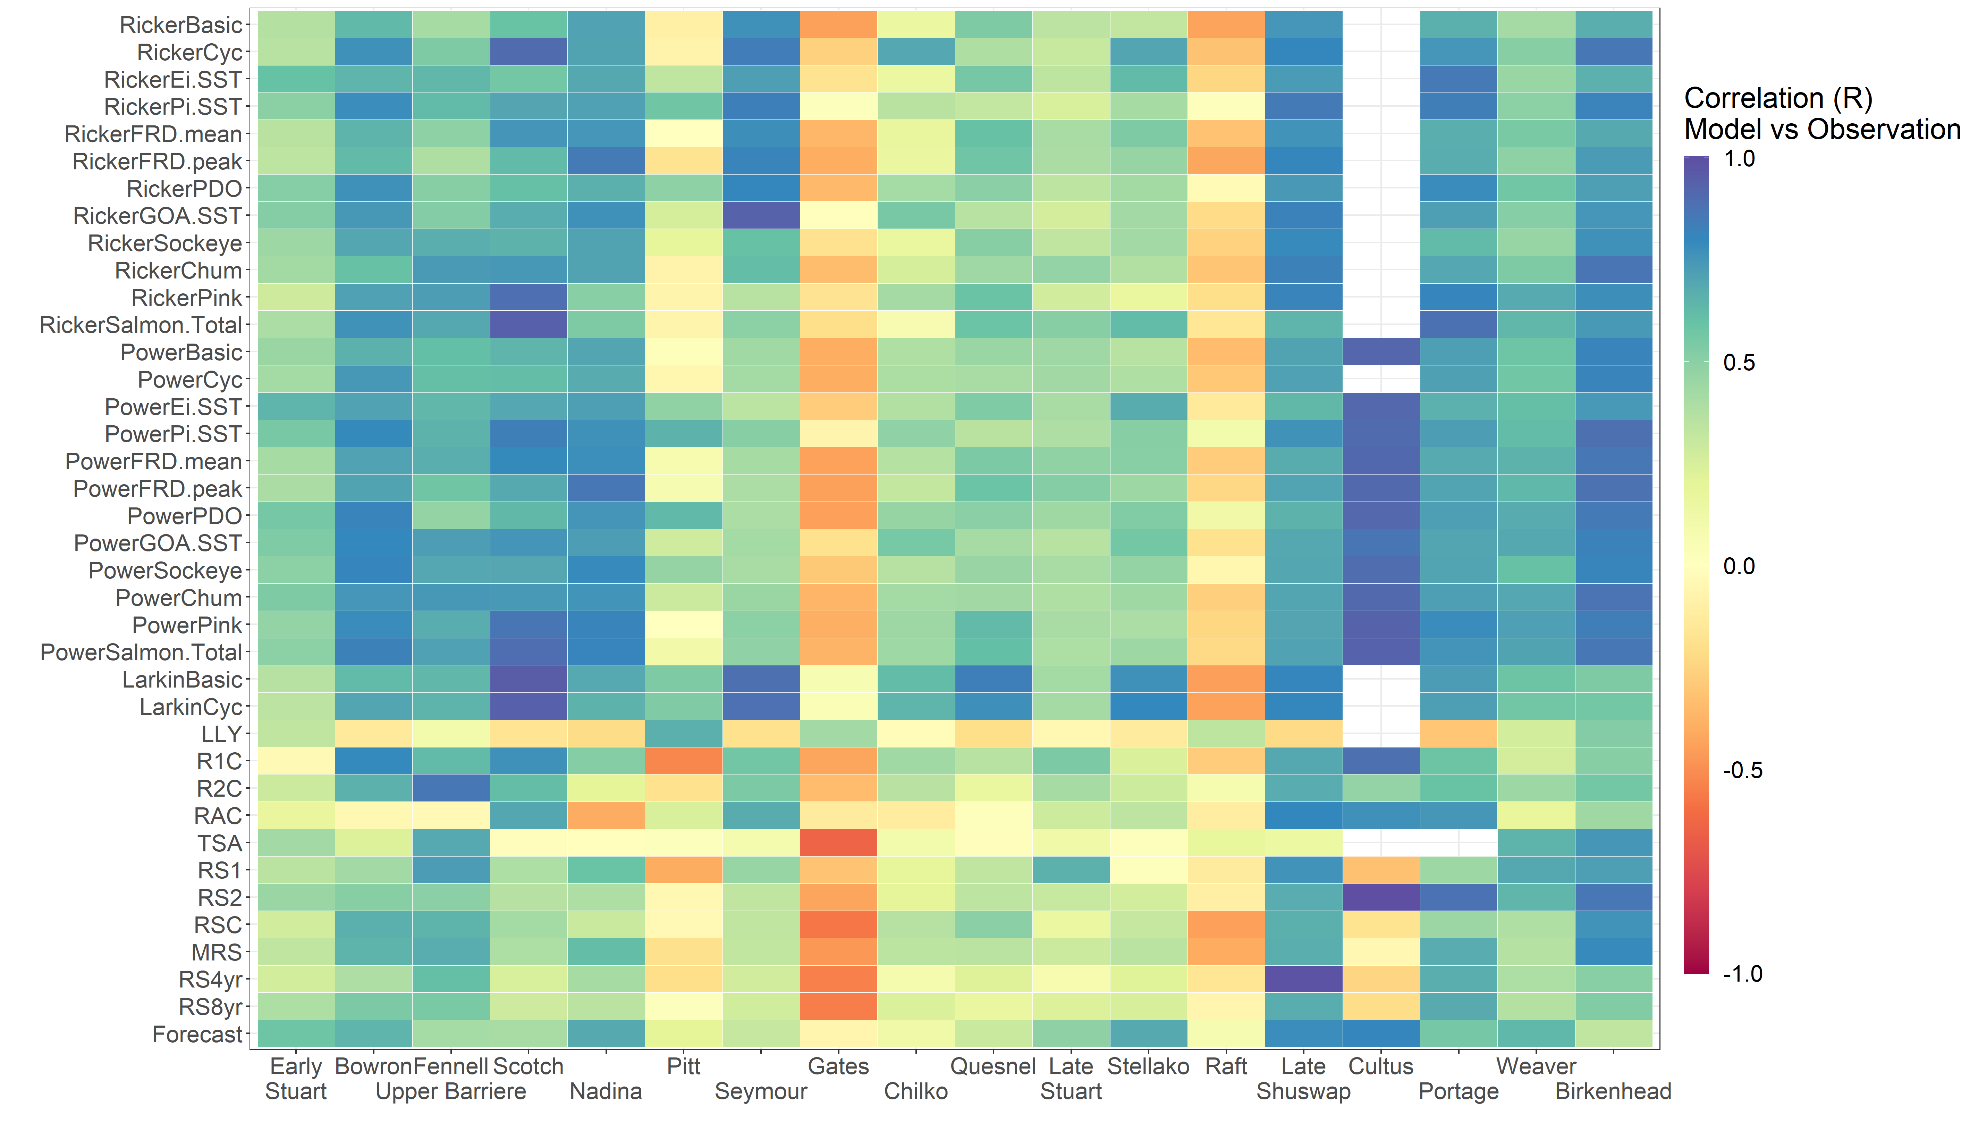 RickerBasic
RickerCyc
RickerEi.SST
RickerPi.SST
RickerFRD.mean
RickerFRD.peak
RickerPDO
RickerGOA.SST
RickerSockeye
RickerChum
RickerPink
RickerSalmon.Total
PowerBasic
PowerCyc
PowerEi.SST
PowerPi.SST
PowerFRD.mean
PowerFRD.peak
PowerPDO
PowerGOA.SST
PowerSockeye
PowerChum
PowerPink
PowerSalmon.Total
LarkinBasic
LarkinCyc
LLY
R1C
R2C
RAC
TSA
RS1
RS2
RSC
MRS
RS4yr
RS8yr
Forecast
Early Bowron Fennell Scotch Pitt Gates Quesnel Late Stellako Raft Late Cultus Weaver
Stuart Upper Barriere Nadina Seymour Chilko Stuart Shuswap Portage Birkenhead
Correlation (R)
Model vs Observation
1.0
0.5
0.0
-0.5
-1.0